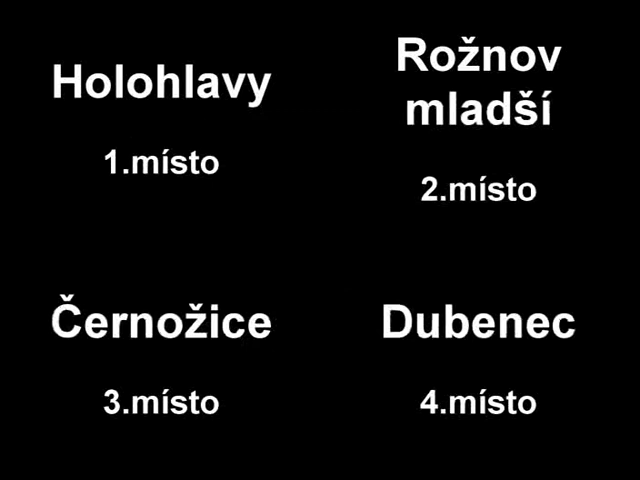 Holohlavy
1.místo
Rožnov
mladší
2.místo
Černožice
3.místo
Dubenec
4.místo